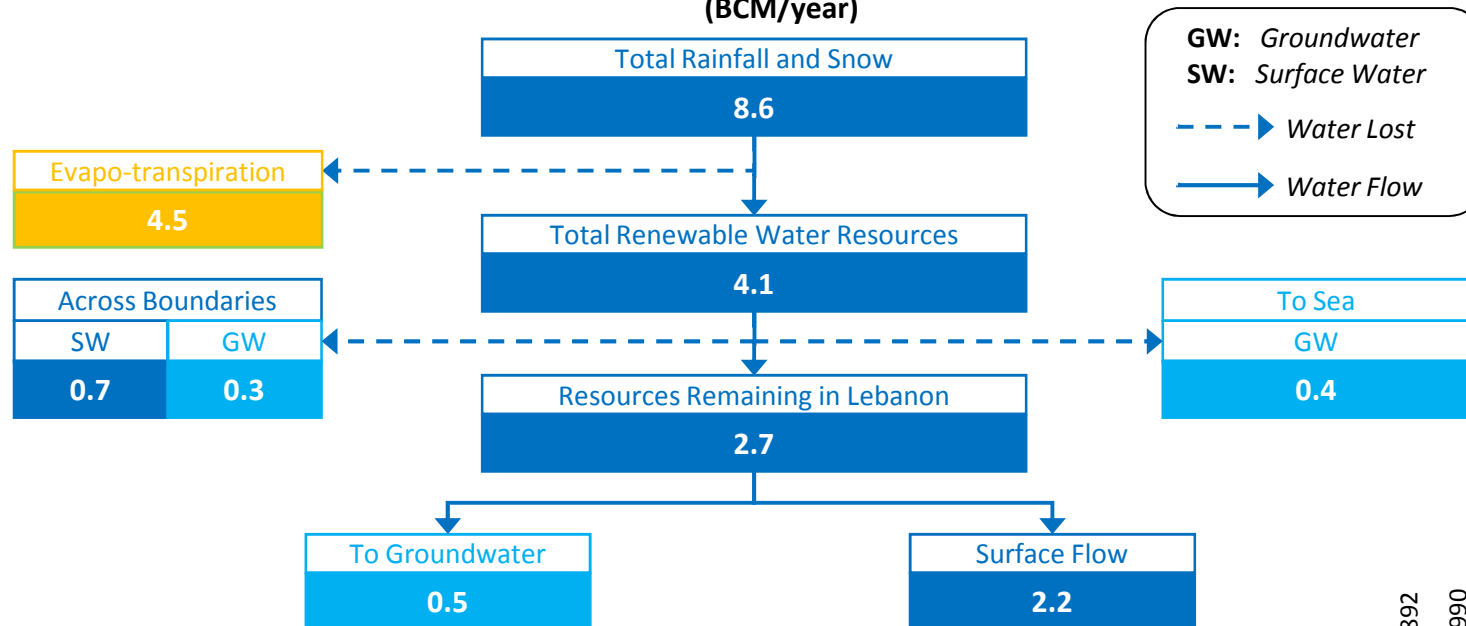 (BCM/year)
Total Rainfall and Snow
8.6
GW: Groundwater
SW: Surface Water
Water Lost
Water Flow
Evapo-transpiration
4.5
Total Renewable Water Resources
4.1
Across Boundaries
SW GW
0.7 0.3
To Sea
GW
0.4
Resources Remaining in Lebanon
2.7
To Groundwater
0.5
Surface Flow
2.2